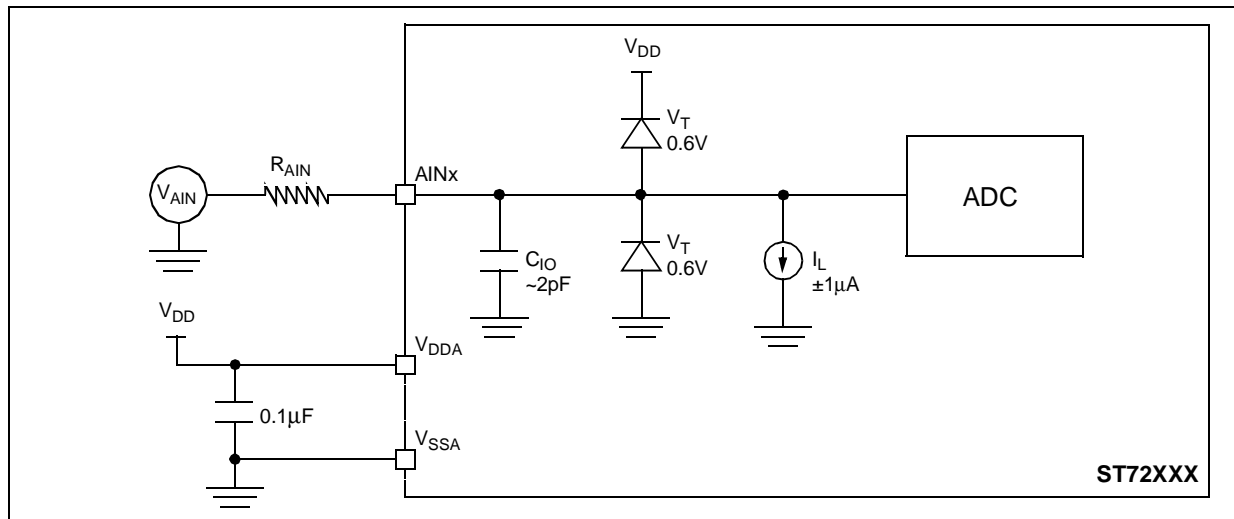 V_DD
V_T
0.6V
R_AIN
AINx
V_AIN
ADC
C_IO
~2pF
V_T
0.6V
I_L
±1μA
V_DD
V_DDA
0.1μF
V_SSA
ST72XXX